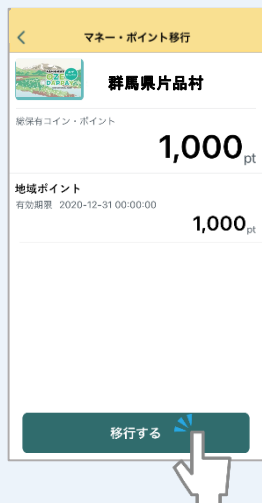 マネー・ポイント移行
群馬県片品村
総保有コイン・ポイント
1,000pt
地域ポイント
有効期限 2020-12-31 00:00:00
1,000pt
移行する